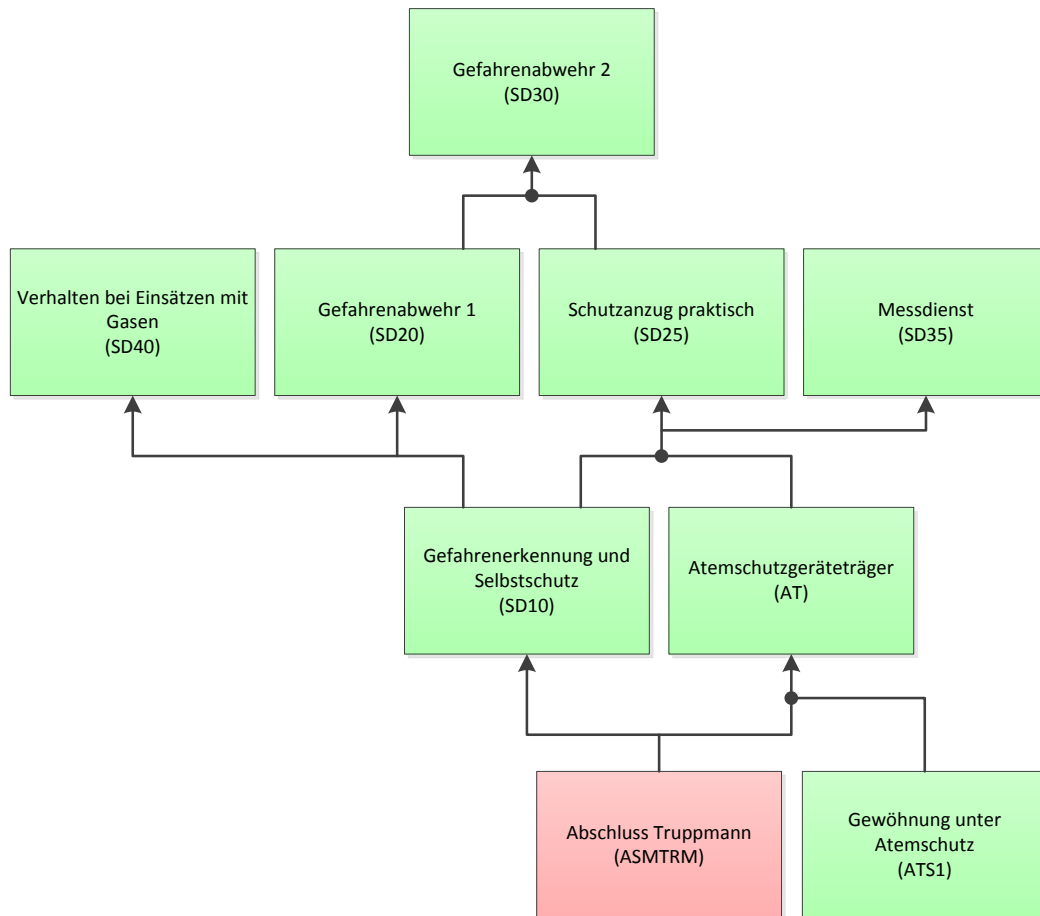 Gefahrenabwehr 2
(SD30)
Verhalten bei Einsätzen mit
Gasen
(SD40)
Gefahrenabwehr 1
(SD20)
Schutzanzug praktisch
(SD25)
Messdienst
(SD35)
Gefahrenerkennung und
Selbstschutz
(SD10)
Atemschutzgeräteträger
(AT)
Abschluss Truppmann
(ASMTRM)
Gewöhnung unter
Atemschutz
(ATS1)